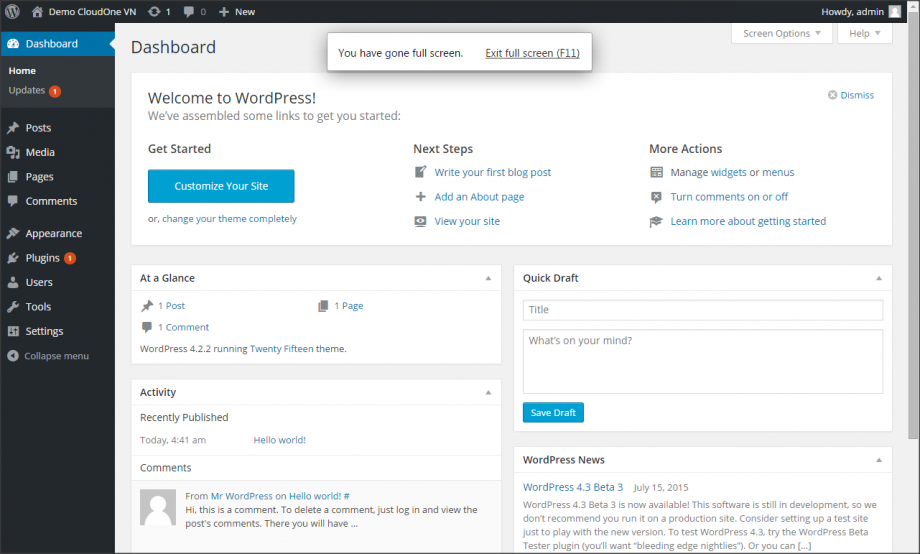 Demo CloudOne VN 1 0 + New Howdy, admin
Dashboard
Home
Updates 1
Posts
Media
Pages
Comments
Appearance
Plugins 1
Users
Tools
Settings
Collapse menu
Dashboard
You have gone full screen. Exit full screen (F11)
Screen Options Help
Welcome to WordPress!
We've assembled some links to get you started:
Dismiss
Get Started
Customize Your Site
or, change your theme completely
Next Steps
Write your first blog post
Add an About page
View your site
More Actions
Manage widgets or menus
Turn comments on or off
Learn more about getting started
At a Glance
1 Post 1 Page
1 Comment
WordPress 4.2.2 running Twenty Fifteen theme.
Activity
Recently Published
Today, 4:41 am Hello world!
Comments
From Mr WordPress on Hello world! #
Hi, this is a comment. To delete a comment, just log in and view the
post's comments. There you will have ...
Quick Draft
Title
What's on your mind?
Save Draft
WordPress News
WordPress 4.3 Beta 3 July 15, 2015
WordPress 4.3 Beta 3 is now available! This software is still in development, so we
don't recommend you run it on a production site. Consider setting up a test site
just to play with the new version. To test WordPress 4.3, try the WordPress Beta
Tester plugin (you'll want "bleeding edge nightlies"). Or you can [...]